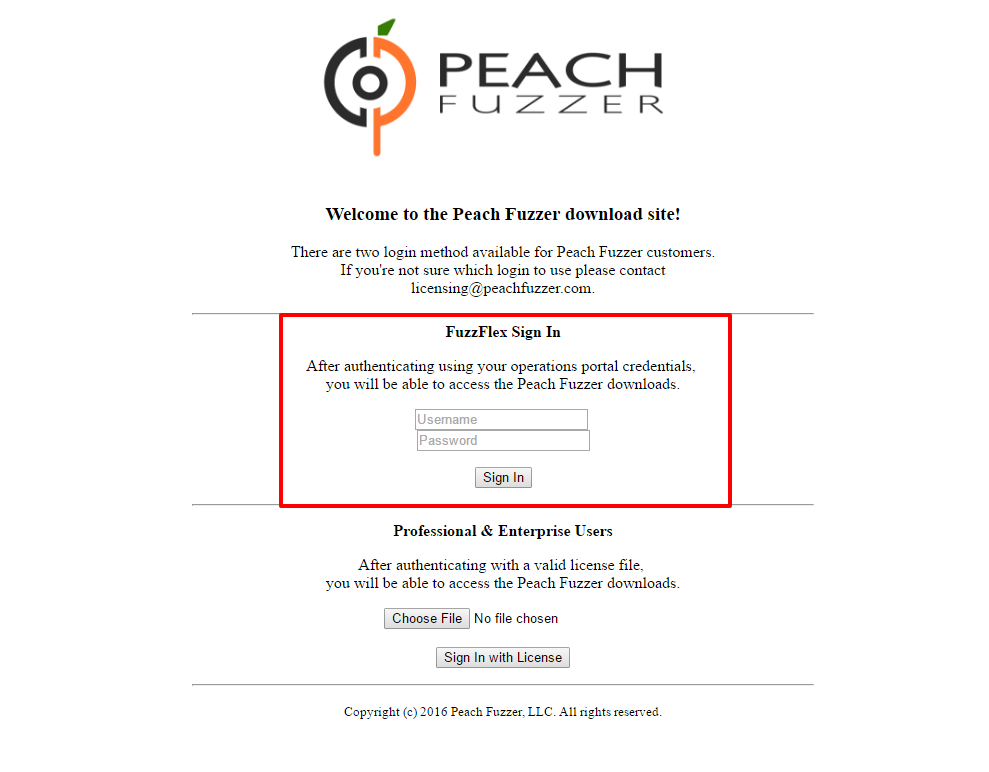 PEACH
FUZZER
Welcome to the Peach Fuzzer download site!
There are two login method available for Peach Fuzzer customers.
If you're not sure which login to use please contact
licensing@peachfuzzer.com.
FuzzFlex Sign In
After authenticating using your operations portal credentials,
you will be able to access the Peach Fuzzer downloads.
Username
Password
Sign In
Professional & Enterprise Users
After authenticating with a valid license file,
you will be able to access the Peach Fuzzer downloads.
Choose File No file chosen
Sign In with License
Copyright (c) 2016 Peach Fuzzer, LLC. All rights reserved.